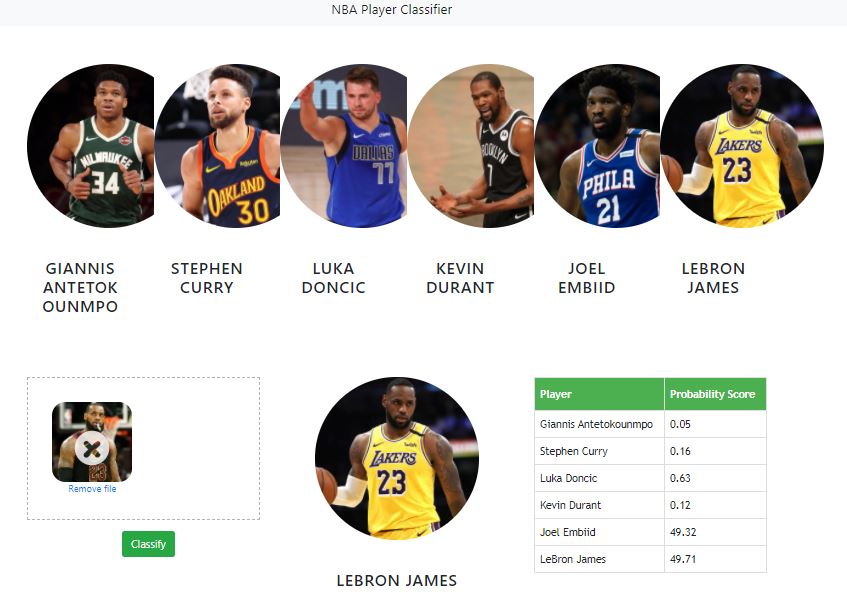 NBA Player Classifier
MILWAUKEE
34
OAKLAND
30
DALLAS
77
BROOKLYN
7
PHILA
21
LAKERS
23
GIANNIS
ANTETOK
OUNMPO
STEPHEN
CURRY
LUKA
DONCIC
KEVIN
DURANT
JOEL
EMBIID
LEBRON
JAMES
23
Remove file
Classify
LAKERS
23
LEBRON JAMES
Player Probability Score
Giannis Antetokounmpo 0.05
Stephen Curry 0.16
Luka Doncic 0.63
Kevin Durant 0.12
Joel Embiid 49.32
LeBron James 49.71